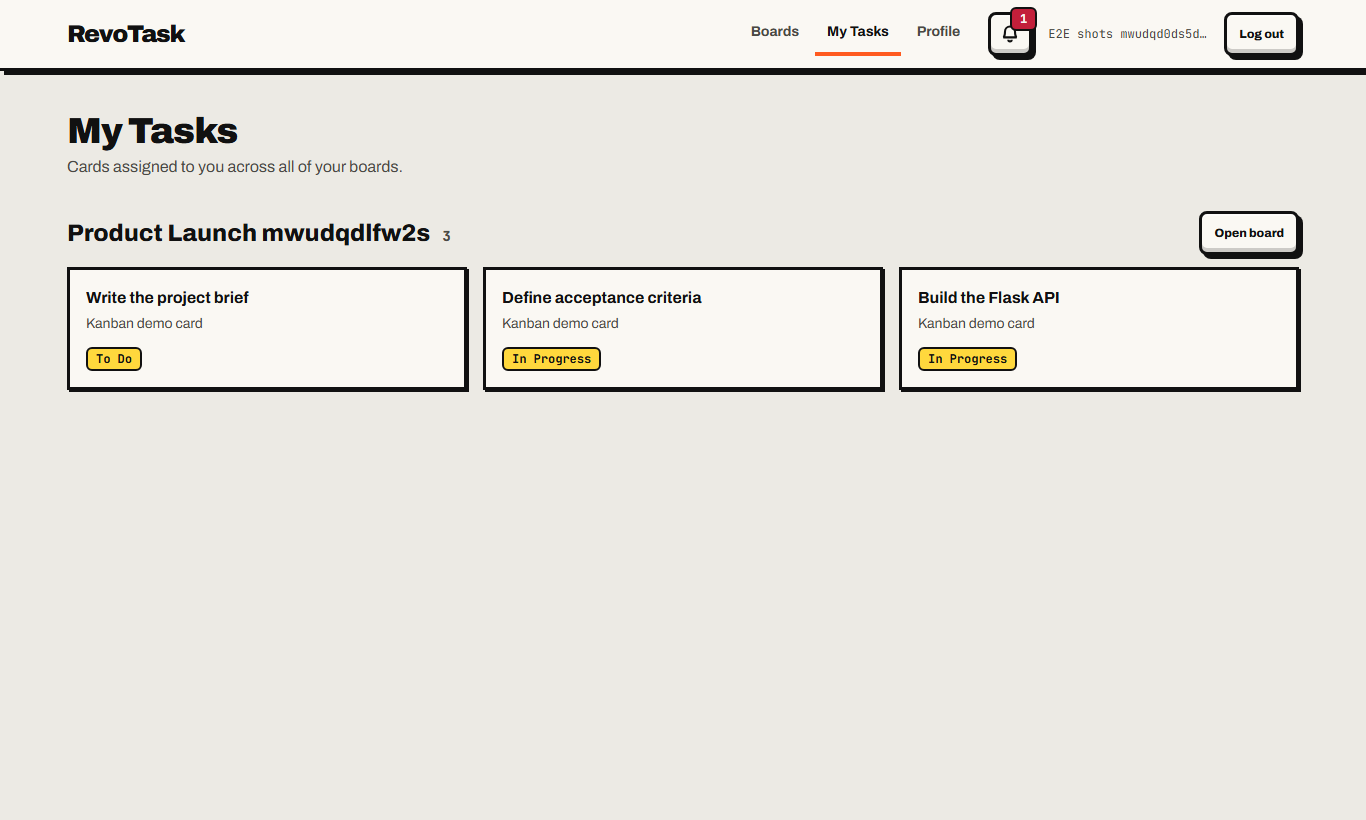 RevoTask
Boards
My Tasks
Profile
1
E2E shots mwudqd0ds5d…
Log out
My Tasks
Cards assigned to you across all of your boards.
Product Launch mwudqdlfw2s 3
Open board
Write the project brief
Kanban demo card
To Do
Define acceptance criteria
Kanban demo card
In Progress
Build the Flask API
Kanban demo card
In Progress